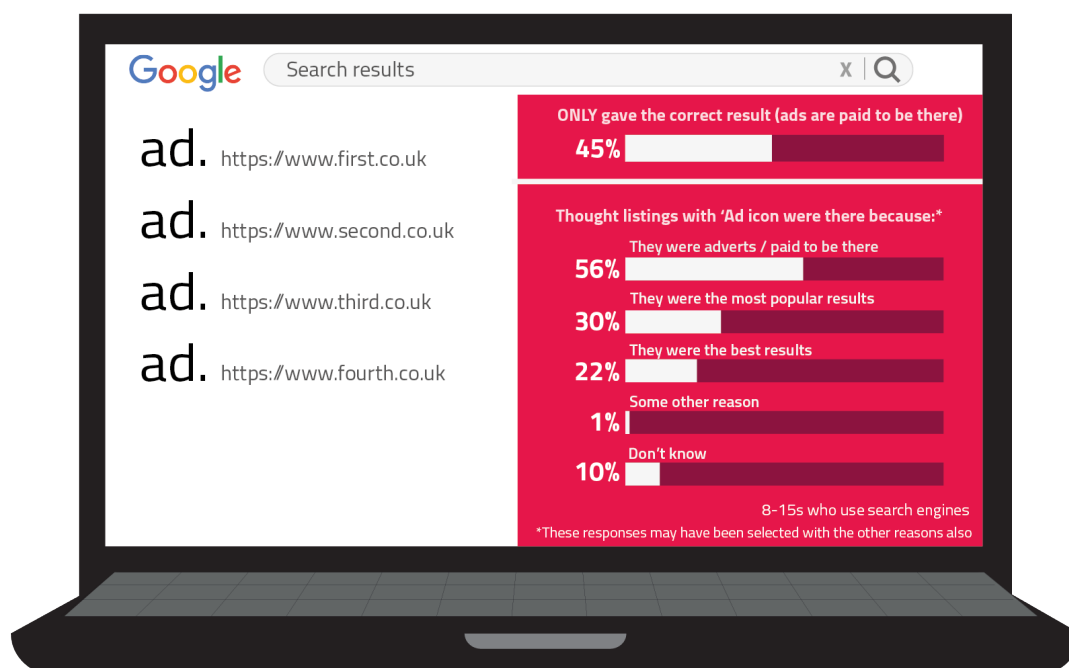 Google
Search results
X
ad. https://www.first.co.uk
ad. https://www.second.co.uk
ad. https://www.third.co.uk
ad. https://www.fourth.co.uk
ONLY gave the correct result (ads are paid to be there)
45%
Thought listings with ‘Ad icon were there because:*
They were adverts / paid to be there
56%
They were the most popular results
30%
They were the best results
22%
Some other reason
1%
Don’t know
10%
8-15s who use search engines
*These responses may have been selected with the other reasons also